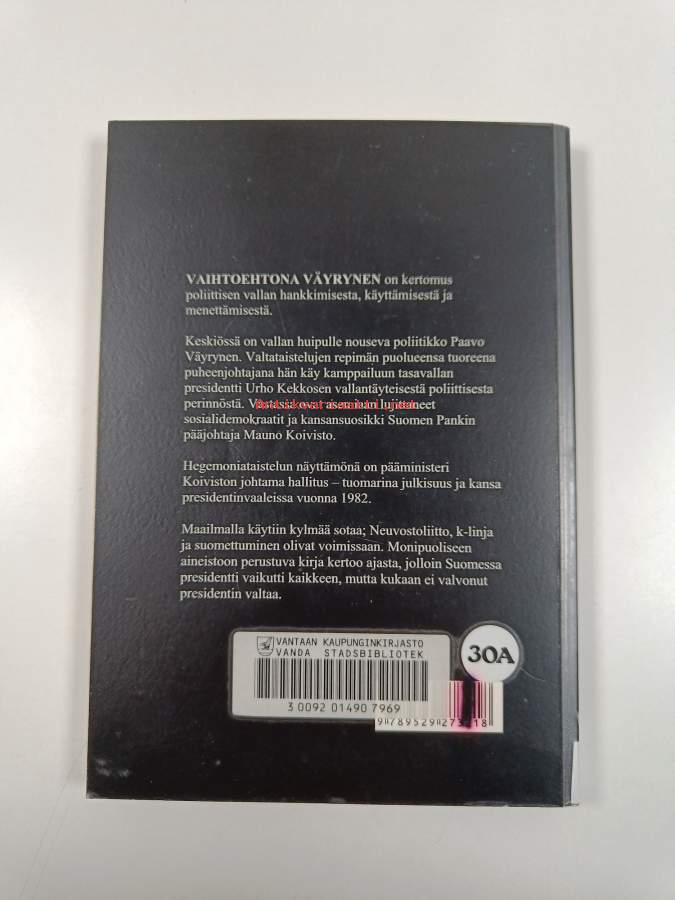 VAIHTOEHTONA VÄYRYNEN on kertomus
poliittisen vallan hankkimisesta, käyttämisestä ja
menettämisestä.
Keskiössä on vallan huipulle nouseva poliitikko Paavo
Väyrynen. Valtataistelujen repimän puolueensa tuoreena
puheenjohtajana hän käy kamppailuun tasavallan
presidentti Urho Kekkosen vallantäyteisestä poliittisesta
perinnöstä. Vastassa ovat asemiaan lujittaneet
sosialidemokraatit ja kansansuosikki Suomen Pankin
pääjohtaja Mauno Koivisto.
Hegemoniataistelun näyttämönä on pääministeri
Koiviston johtama hallitus – tuomarina julkisuus ja kansa
presidentinvaaleissa vuonna 1982.
Maailmalla käytiin kylmää sotaa; Neuvostoliitto, k-linja
ja suomettuminen olivat voimissaan. Monipuoliseen
aineistoon perustuva kirja kertoo ajasta, jolloin Suomessa
presidentti vaikutti kaikkeen, mutta kukaan ei valvonut
presidentin valtaa.
VANTAAN KAUPUNGINKIRJASTO
VANDA STADSBIBLIOTEK
30A
3 0092 01490 7969